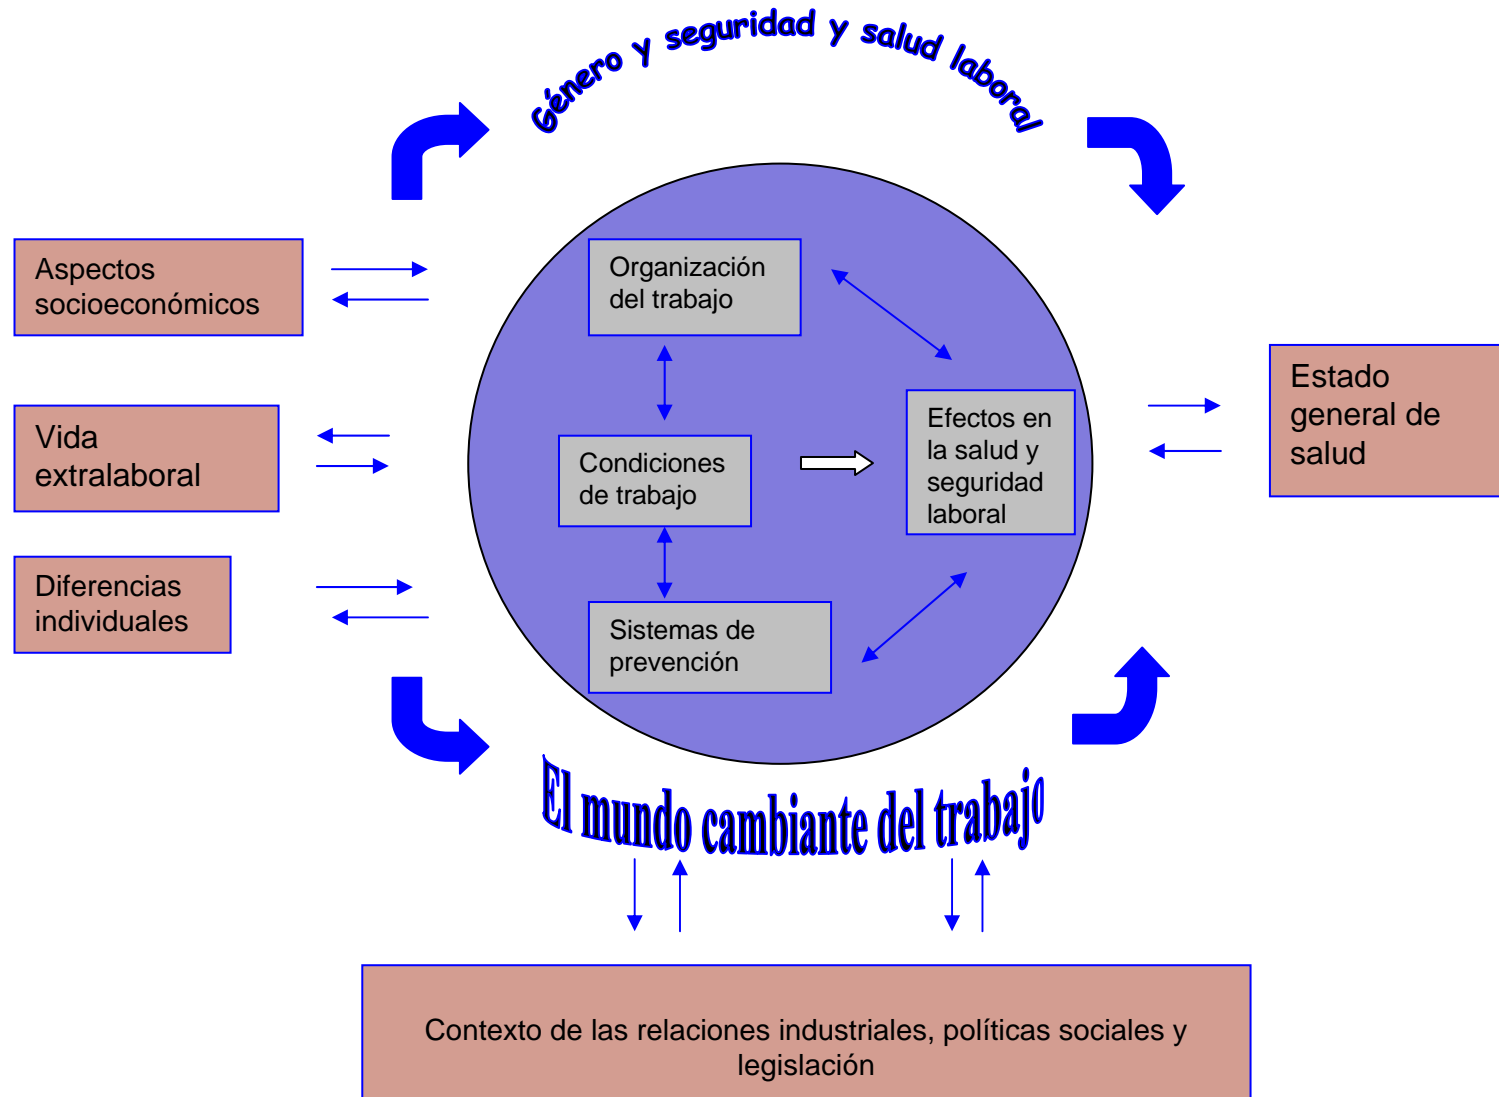 Género y seguridad y salud laboral
Aspectos
socioeconómicos
Organización
del trabajo
Estado
general de
salud
Vida
extralaboral
Condiciones
de trabajo
Efectos en
la salud y
seguridad
laboral
Diferencias
individuales
Sistemas de
prevención
El mundo cambiante del trabajo
Contexto de las relaciones industriales, políticas sociales y
legislación